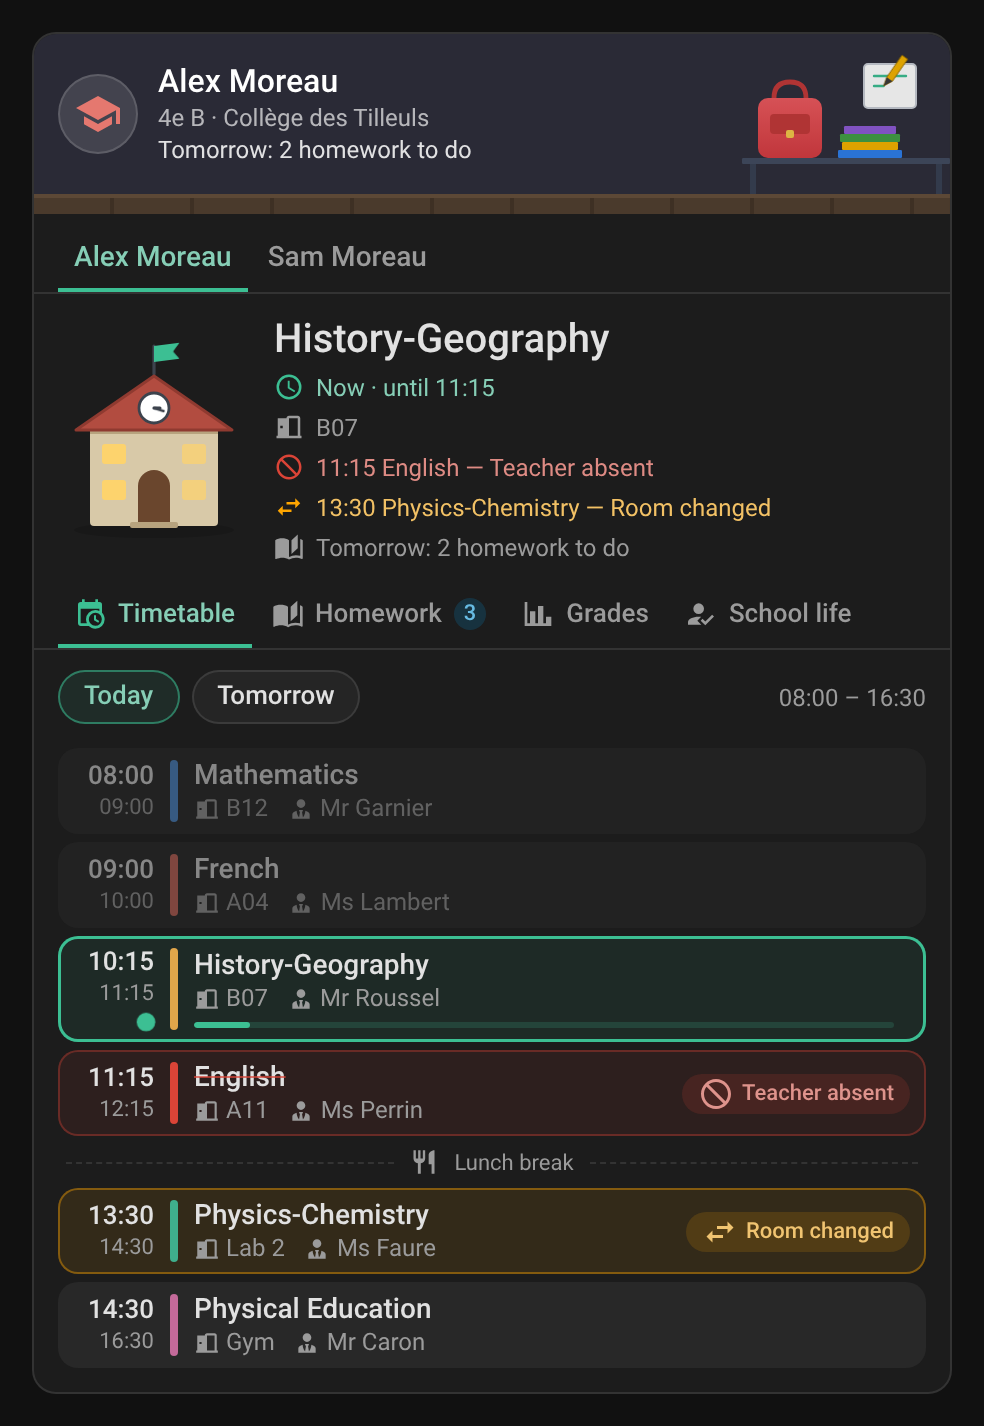 Alex Moreau
4e B · Collège des Tilleuls
Tomorrow: 2 homework to do
Alex Moreau Sam Moreau
History-Geography
Now · until 11:15
B07
11:15 English — Teacher absent
13:30 Physics-Chemistry — Room changed
Tomorrow: 2 homework to do
Timetable Homework 3 Grades School life
Today Tomorrow 08:00 – 16:30
08:00 Mathematics
09:00 B12 Mr Garnier
09:00 French
10:00 A04 Ms Lambert
10:15 History-Geography
11:15 B07 Mr Roussel
11:15 English
12:15 A11 Ms Perrin
Teacher absent
Lunch break
13:30 Physics-Chemistry
14:30 Lab 2 Ms Faure
Room changed
14:30 Physical Education
16:30 Gym Mr Caron